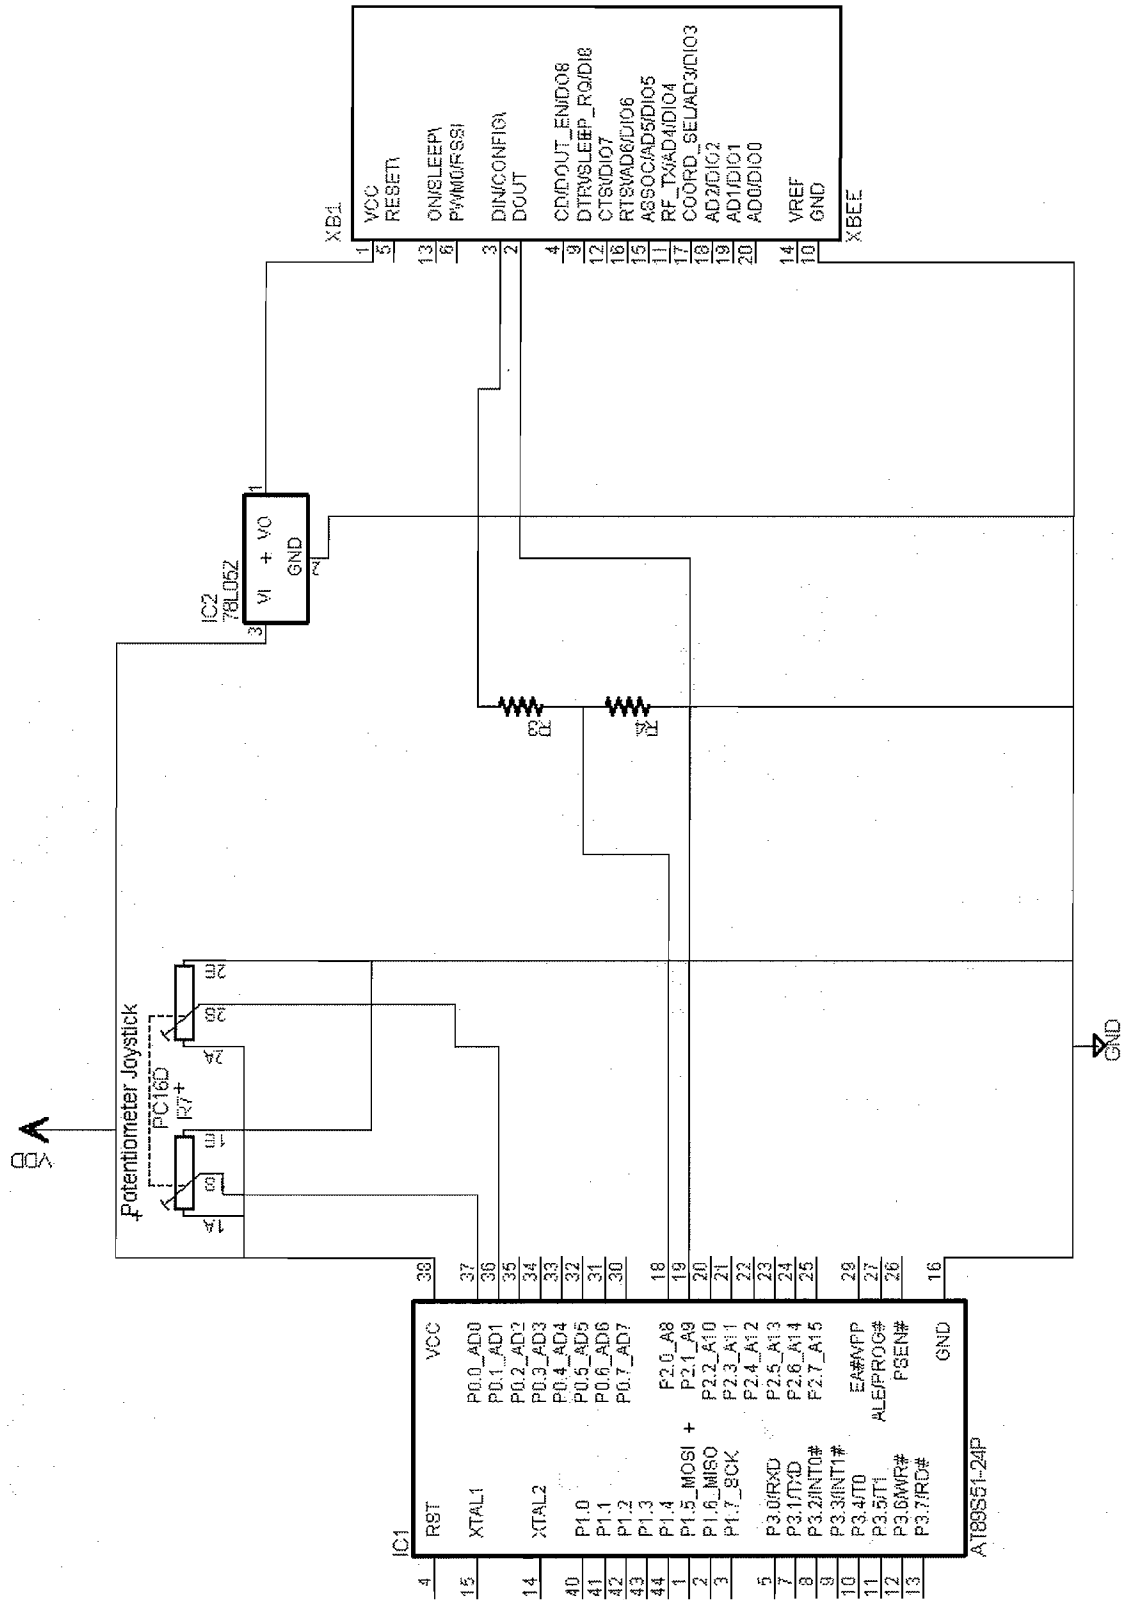 XB1
1 VCC
5 RESET\
13 ON/SLEEP\
6 PWM0/RSSI
3 DIN/CONFIG\
2 DOUT
4 CD/DOUT_EN/DO8
9 DTR\/SLEEP_RQ/DI8
12 CTS\/DIO7
16 RTS\/AD6/DIO6
15 ASSOC/AD5/DIO5
11 RF_TX/AD4/DIO4
17 COORD_SEL/AD3/DIO3
18 AD2/DIO2
19 AD1/DIO1
20 AD0/DIO0
14 VREF
10 GND
XBEE
IC2
78L05Z
3 VI + VO 1
GND
2
R3
R4
VDD
+Potentiometer Joystick
PC16D
R7+
1A
1E
2A
2B
2E
GND
IC1
4 RST
15 XTAL1
14 XTAL2
40 P1.0
41 P1.1
42 P1.2
43 P1.3
44 P1.4
1 P1.5_MOSI +
2 P1.6_MISO
3 P1.7_SCK
5 P3.0/RXD
7 P3.1/TXD
8 P3.2/INT0#
9 P3.3/INT1#
10 P3.4/T0
11 P3.5/T1
12 P3.6/WR#
13 P3.7/RD#
VCC 38
P0.0_AD0 37
P0.1_AD1 36
P0.2_AD2 35
P0.3_AD3 34
P0.4_AD4 33
P0.5_AD5 32
P0.6_AD6 31
P0.7_AD7 30
P2.0_A8 18
P2.1_A9 19
P2.2_A10 20
P2.3_A11 21
P2.4_A12 22
P2.5_A13 23
P2.6_A14 24
P2.7_A15 25
EA#/VPP 29
ALE/PROG# 27
PSEN# 26
GND 16
AT89S51-24P